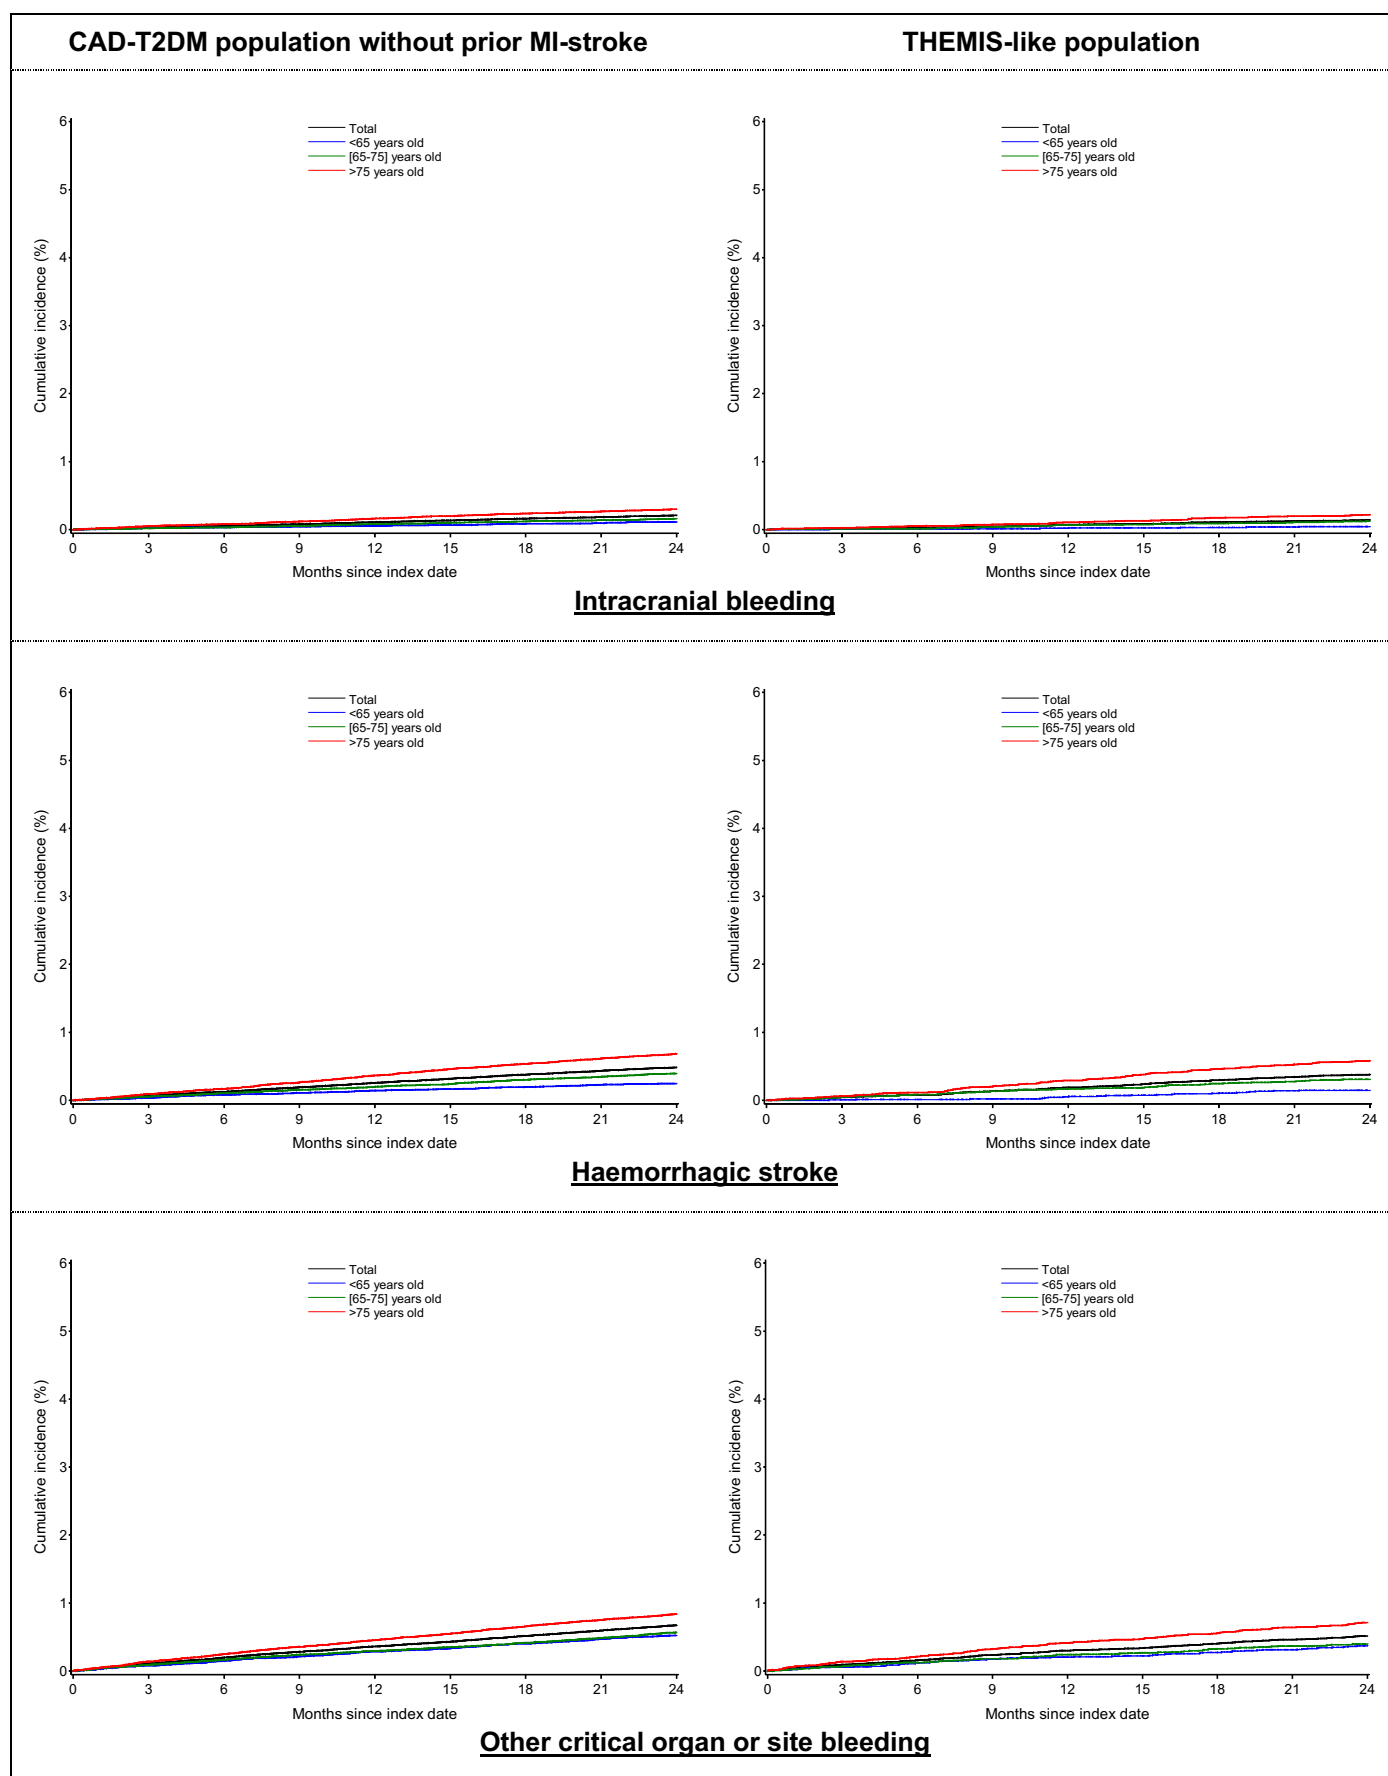 CAD-T2DM population without prior MI-stroke
THEMIS-like population
Total
<65 years old
[65-75] years old
>75 years old
Cumulative incidence (%)
6
5
4
3
2
1
0
0 3 6 9 12 15 18 21 24
Months since index date
Total
<65 years old
[65-75] years old
>75 years old
Cumulative incidence (%)
6
5
4
3
2
1
0
0 3 6 9 12 15 18 21 24
Months since index date
Intracranial bleeding
Total
<65 years old
[65-75] years old
>75 years old
Cumulative incidence (%)
6
5
4
3
2
1
0
0 3 6 9 12 15 18 21 24
Months since index date
Total
<65 years old
[65-75] years old
>75 years old
Cumulative incidence (%)
6
5
4
3
2
1
0
0 3 6 9 12 15 18 21 24
Months since index date
Haemorrhagic stroke
Total
<65 years old
[65-75] years old
>75 years old
Cumulative incidence (%)
6
5
4
3
2
1
0
0 3 6 9 12 15 18 21 24
Months since index date
Total
<65 years old
[65-75] years old
>75 years old
Cumulative incidence (%)
6
5
4
3
2
1
0
0 3 6 9 12 15 18 21 24
Months since index date
Other critical organ or site bleeding